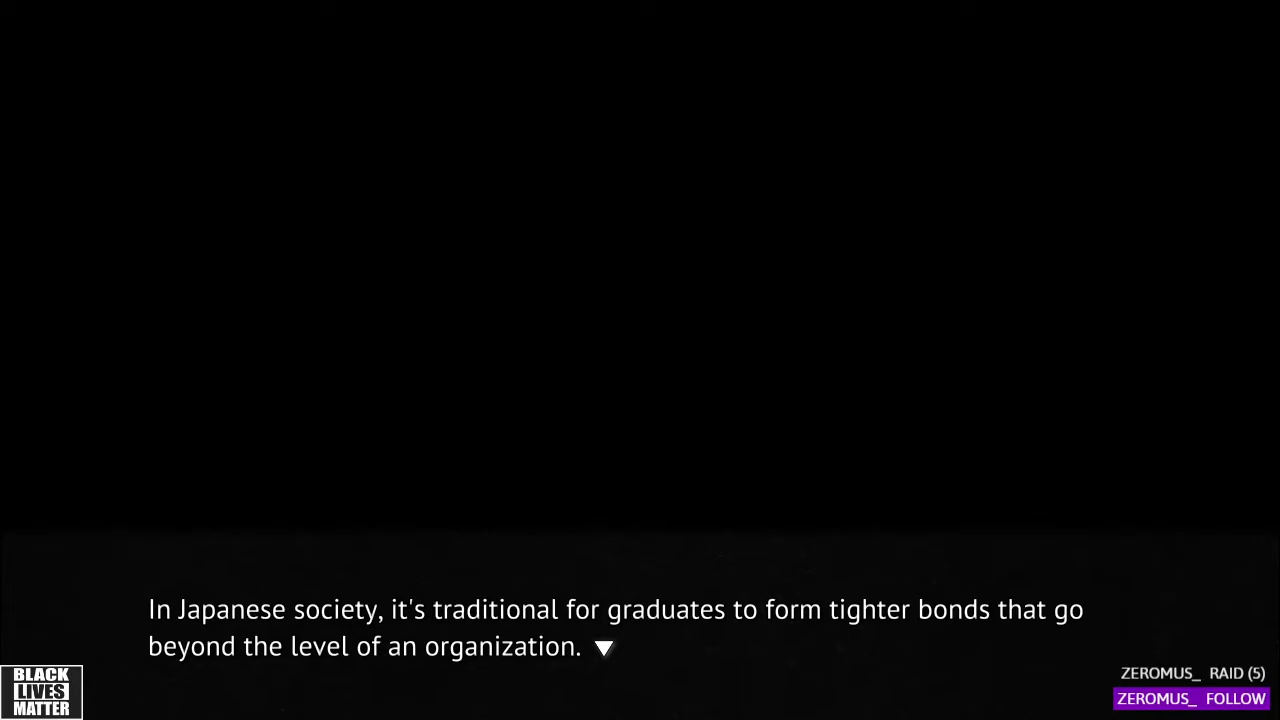 In Japanese society, it's traditional for graduates to form tighter bonds that go
beyond the level of an organization.
BLACK
LIVES
MATTER
ZEROMUS_ RAID (5)
ZEROMUS_ FOLLOW